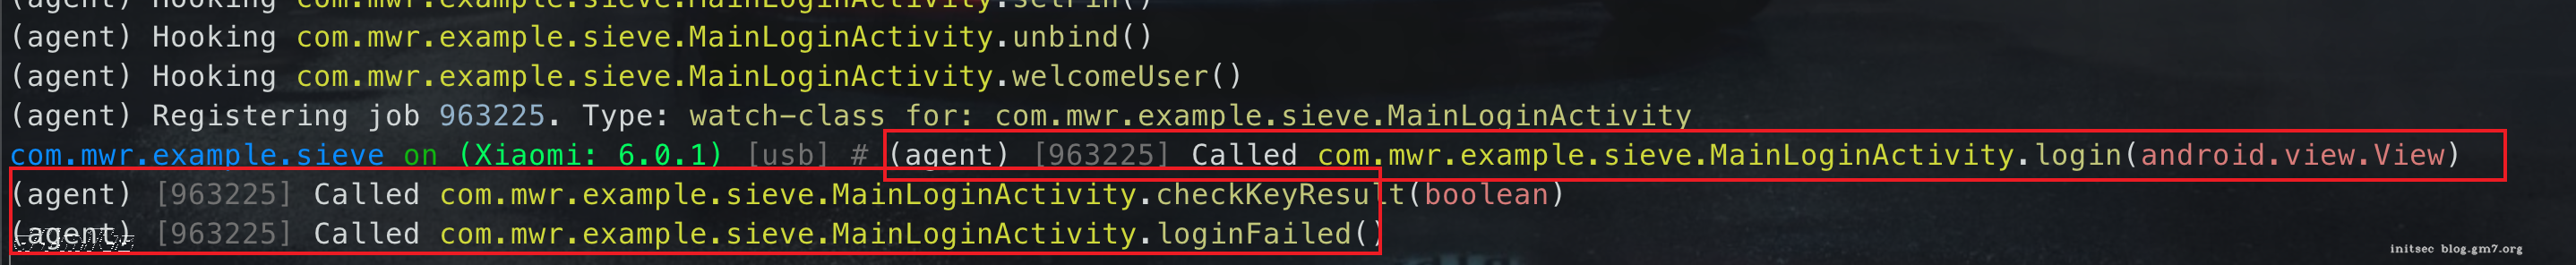 (agent) Hooking com.mwr.example.sieve.MainLoginActivity.setPin()
(agent) Hooking com.mwr.example.sieve.MainLoginActivity.unbind()
(agent) Hooking com.mwr.example.sieve.MainLoginActivity.welcomeUser()
(agent) Registering job 963225. Type: watch-class for: com.mwr.example.sieve.MainLoginActivity
com.mwr.example.sieve on (Xiaomi: 6.0.1) [usb] # (agent) [963225] Called com.mwr.example.sieve.MainLoginActivity.login(android.view.View)
(agent) [963225] Called com.mwr.example.sieve.MainLoginActivity.checkKeyResult(boolean)
(agent) [963225] Called com.mwr.example.sieve.MainLoginActivity.loginFailed()
initsec blog.gm7.org